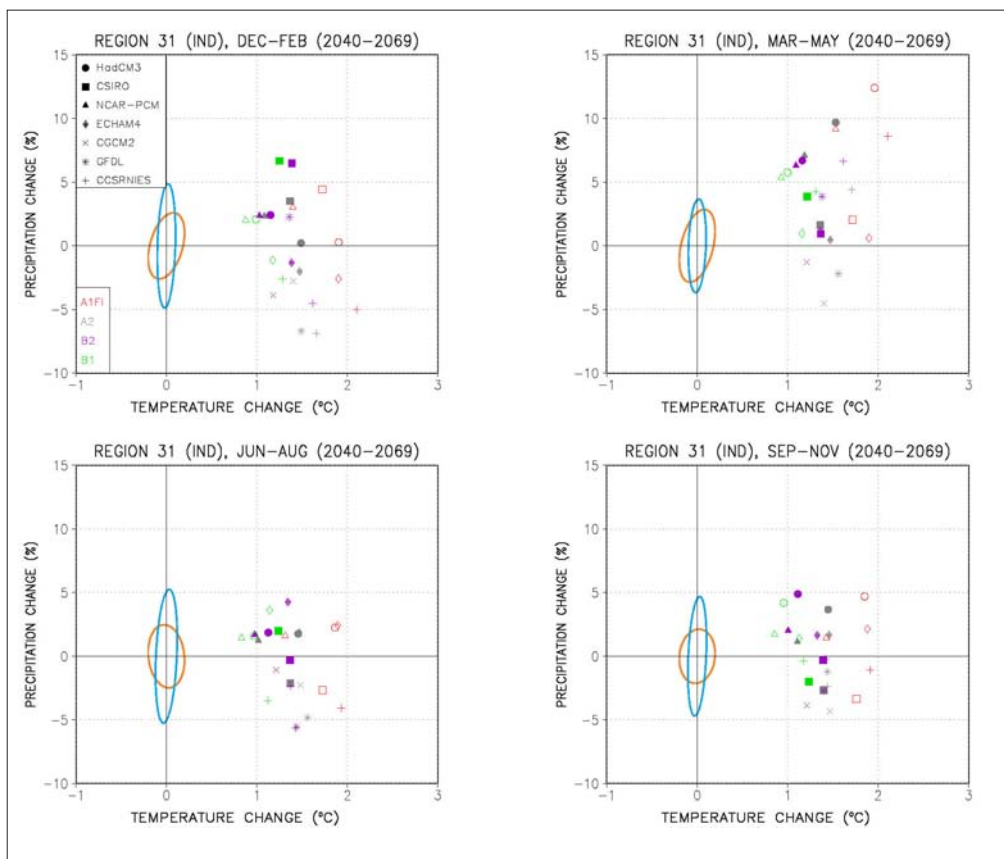 REGION 31 (IND), DEC-FEB (2040-2069)
PRECIPITATION CHANGE (%)
15
10
5
0
-5
-10
HadCM3
CSIRO
NCAR-PCM
ECHAM4
CGCM2
GFDL
CCSRNIES
A1FI
A2
B2
B1
-1
0
1
2
3
TEMPERATURE CHANGE (°C)
REGION 31 (IND), MAR-MAY (2040-2069)
PRECIPITATION CHANGE (%)
15
10
5
0
-5
-10
-1
0
1
2
3
TEMPERATURE CHANGE (°C)
REGION 31 (IND), JUN-AUG (2040-2069)
PRECIPITATION CHANGE (%)
15
10
5
0
-5
-10
-1
0
1
2
3
TEMPERATURE CHANGE (°C)
REGION 31 (IND), SEP-NOV (2040-2069)
PRECIPITATION CHANGE (%)
15
10
5
0
-5
-10
-1
0
1
2
3
TEMPERATURE CHANGE (°C)